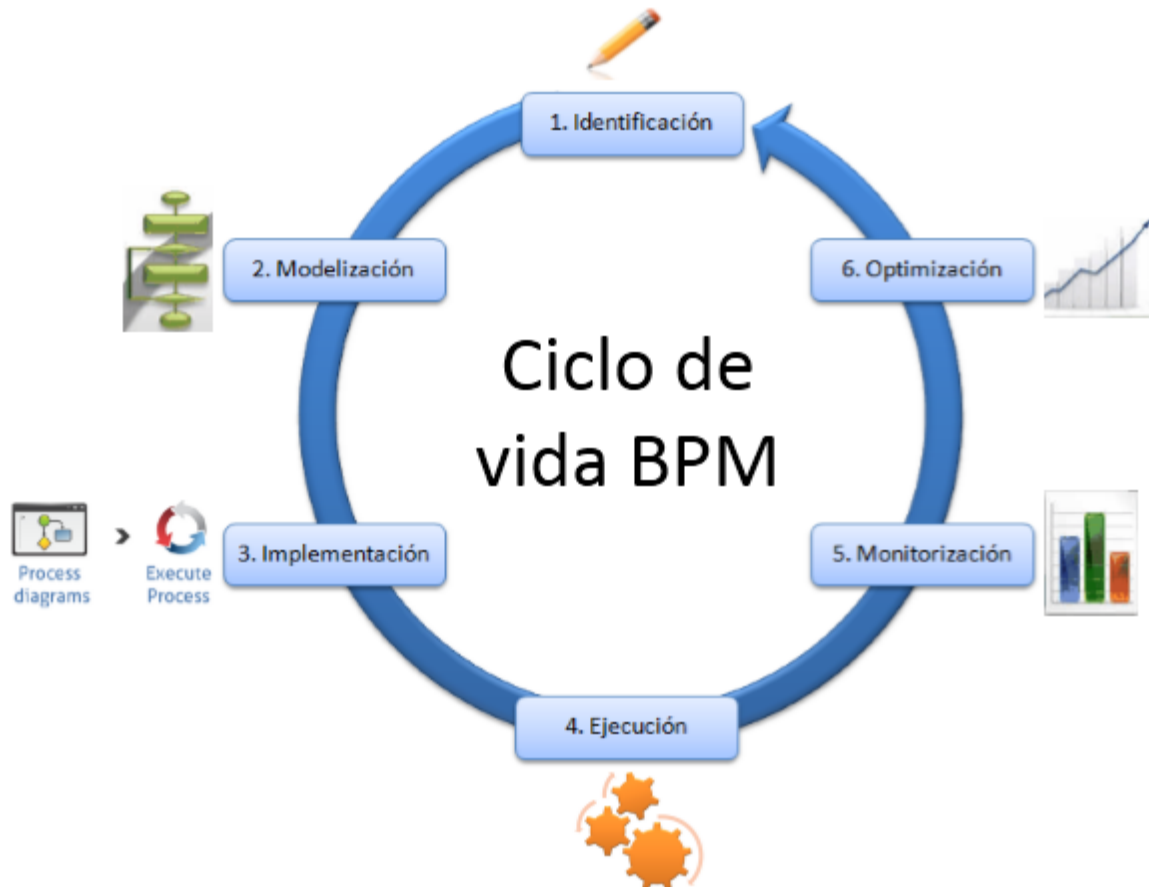 1. Identificación
2. Modelización
6. Optimización
Ciclo de
vida BPM
3. Implementación
5. Monitorización
Process
diagrams
Execute
Process
4. Ejecución